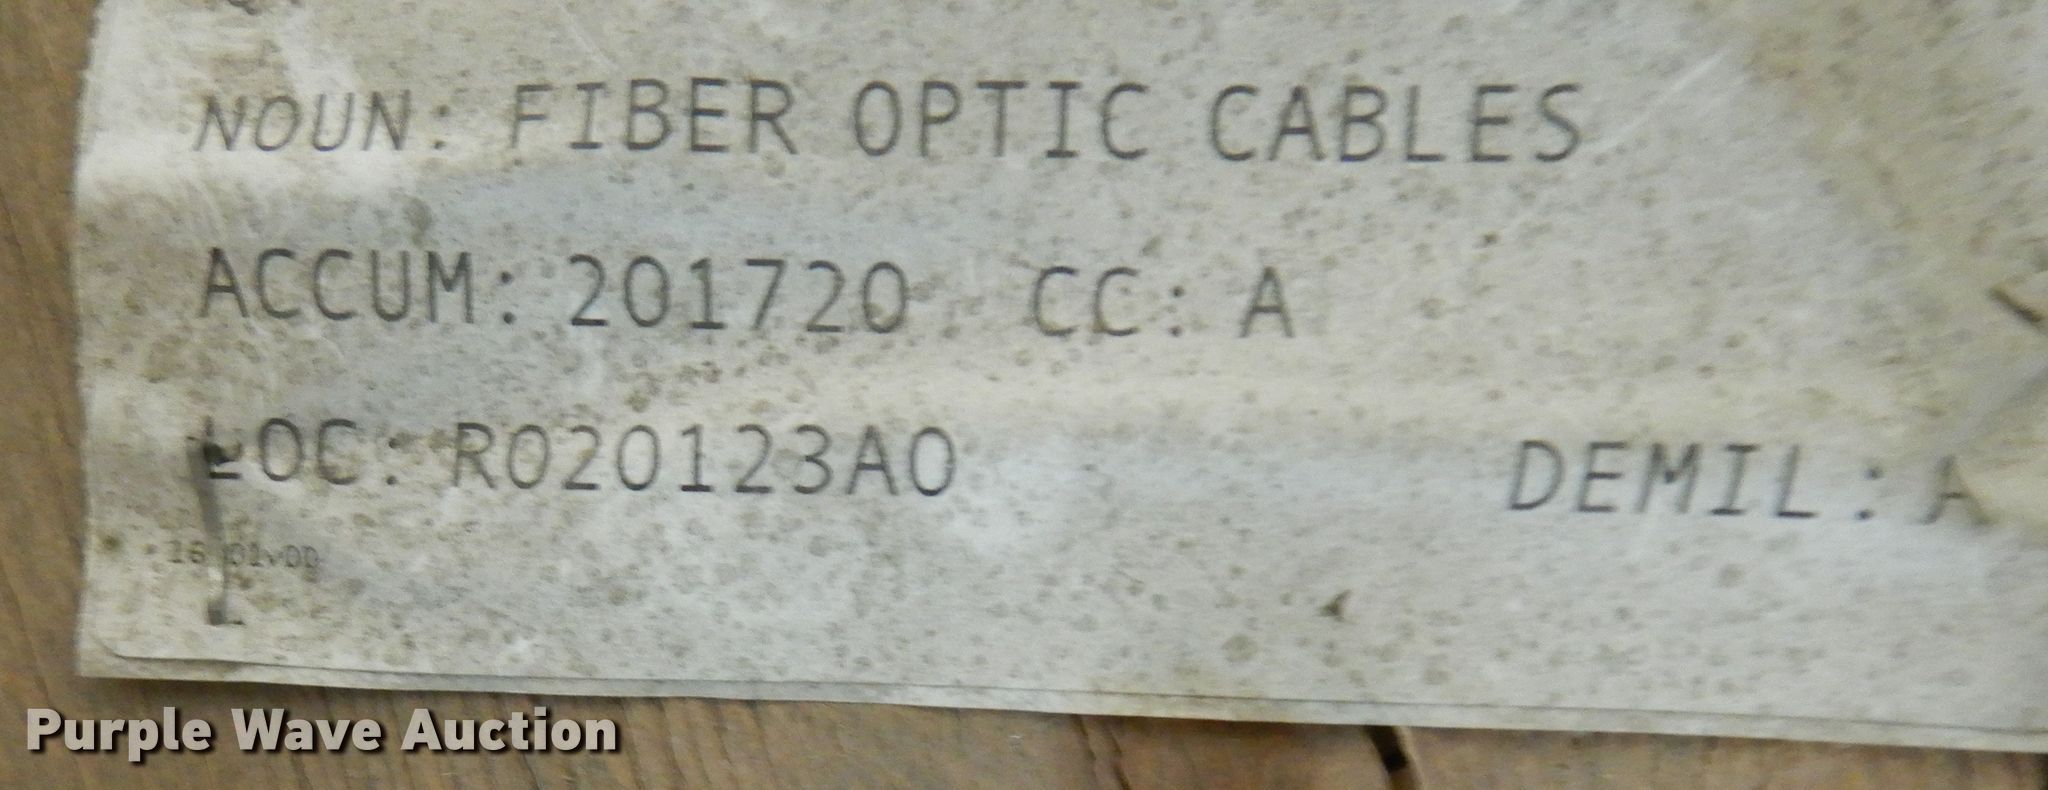 NOUN: FIBER OPTIC CABLES
ACCUM: 201720 CC: A
LOC: R020123A0 DEMIL: A
Purple Wave Auction